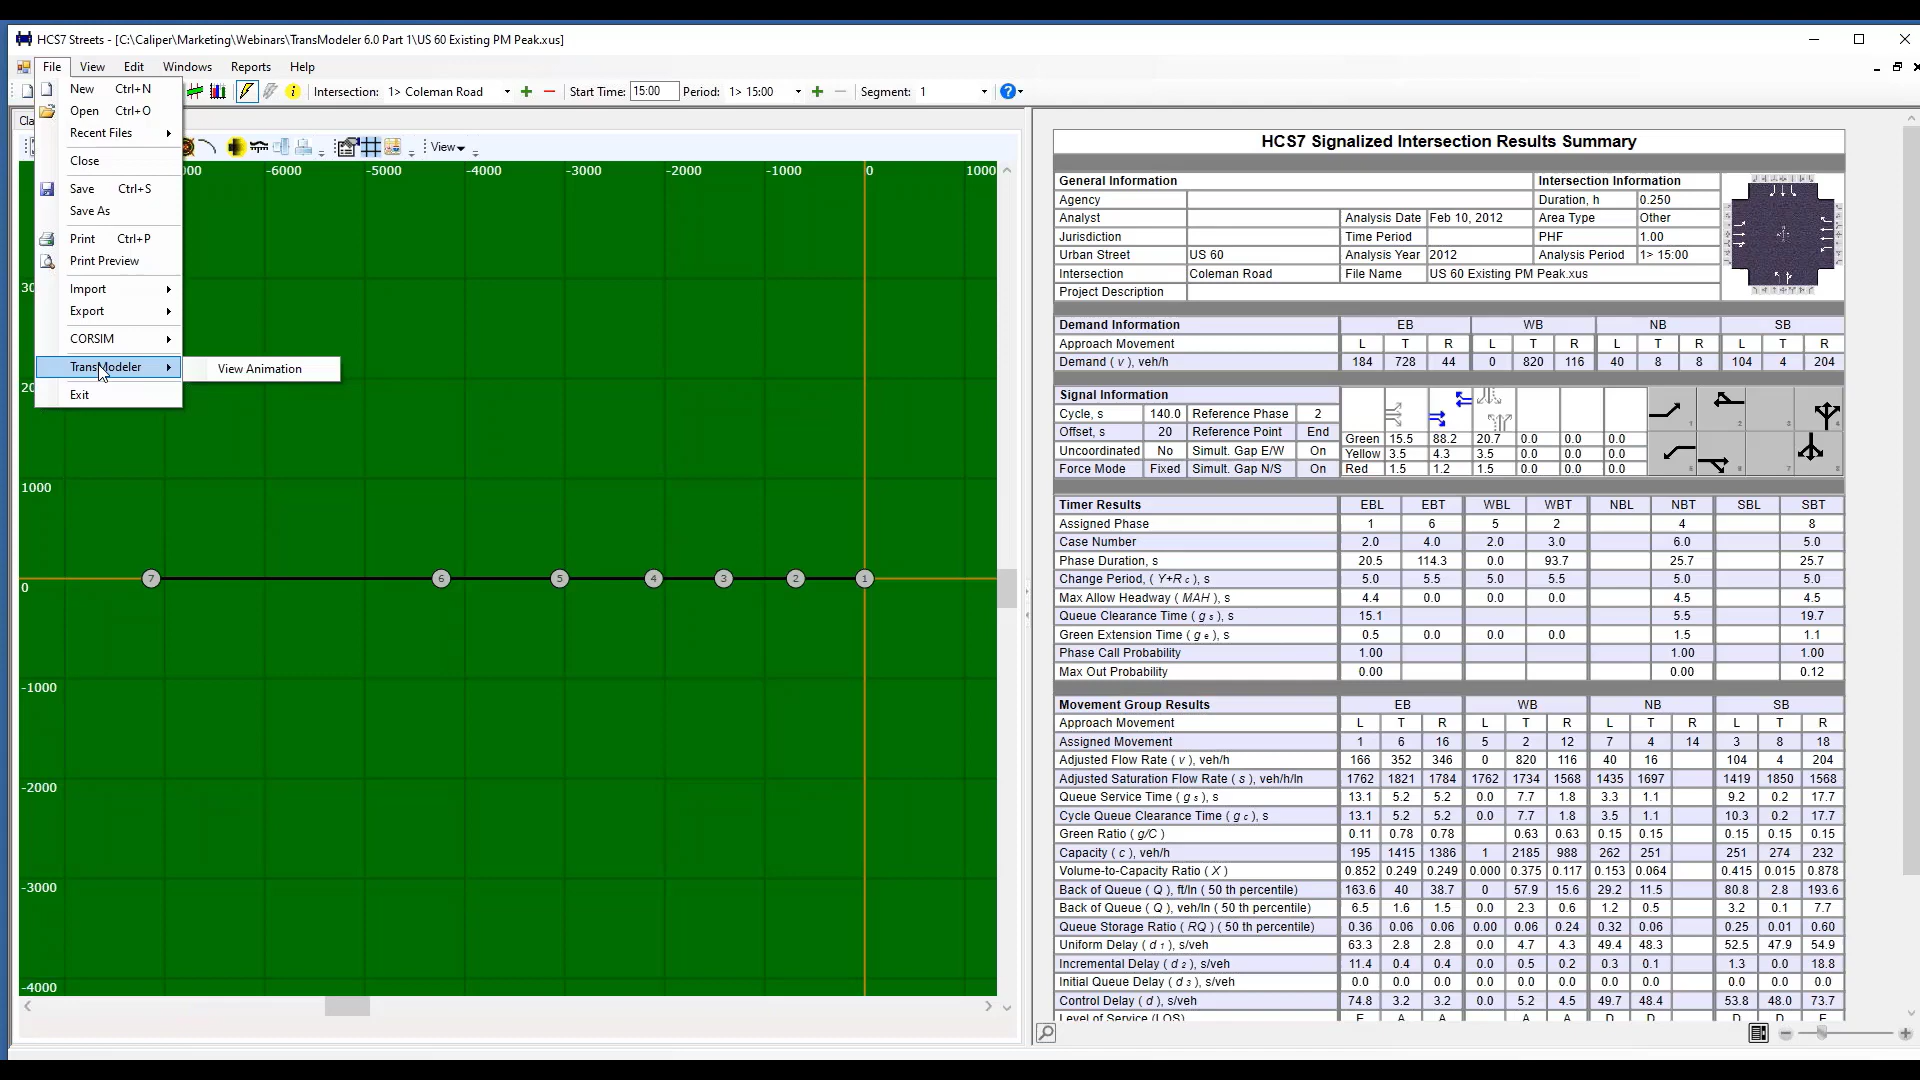 HCS7 Streets - [C:\Caliper\Marketing\Webinars\TransModeler 6.0 Part 1\US 60 Existing PM Peak.xus]
File View Edit Windows Reports Help
Intersection: 1> Coleman Road Start Time: 15:00 Period: 1> 15:00 Segment: 1
New Ctrl+N
Open Ctrl+O
Recent Files
Close
Save Ctrl+S
Save As
Print Ctrl+P
Print Preview
Import
Export
CORSIM
TransModeler
View Animation
Exit
Cla
View
-6000 -5000 -4000 -3000 -2000 -1000 0 1000
1000
0
-1000
-2000
-3000
-4000
7 6 5 4 3 2 1
HCS7 Signalized Intersection Results Summary
General Information Intersection Information
Agency Duration, h 0.250
Analyst Analysis Date Feb 10, 2012 Area Type Other
Jurisdiction Time Period PHF 1.00
Urban Street US 60 Analysis Year 2012 Analysis Period 1> 15:00
Intersection Coleman Road File Name US 60 Existing PM Peak.xus
Project Description
Demand Information EB WB NB SB
Approach Movement L T R L T R L T R L T R
Demand ( v ), veh/h 184 728 44 0 820 116 40 8 8 104 4 204
Signal Information
Cycle, s 140.0 Reference Phase 2
Offset, s 20 Reference Point End
Uncoordinated No Simult. Gap E/W On
Force Mode Fixed Simult. Gap N/S On
Green 15.5 88.2 20.7 0.0 0.0 0.0
Yellow 3.5 4.3 3.5 0.0 0.0 0.0
Red 1.5 1.2 1.5 0.0 0.0 0.0
Timer Results EBL EBT WBL WBT NBL NBT SBL SBT
Assigned Phase 1 6 5 2 4 8
Case Number 2.0 4.0 2.0 3.0 6.0 5.0
Phase Duration, s 20.5 114.3 0.0 93.7 25.7 25.7
Change Period, ( Y+R c ), s 5.0 5.5 5.0 5.5 5.0 5.0
Max Allow Headway ( MAH ), s 4.4 0.0 0.0 0.0 4.5 4.5
Queue Clearance Time ( g s ), s 15.1 5.5 19.7
Green Extension Time ( g e ), s 0.5 0.0 0.0 0.0 1.5 1.1
Phase Call Probability 1.00 1.00 1.00
Max Out Probability 0.00 0.00 0.12
Movement Group Results EB WB NB SB
Approach Movement L T R L T R L T R L T R
Assigned Movement 1 6 16 5 2 12 7 4 14 3 8 18
Adjusted Flow Rate ( v ), veh/h 166 352 346 0 820 116 40 16 104 4 204
Adjusted Saturation Flow Rate ( s ), veh/h/ln 1762 1821 1784 1762 1734 1568 1435 1697 1419 1850 1568
Queue Service Time ( g s ), s 13.1 5.2 5.2 0.0 7.7 1.8 3.3 1.1 9.2 0.2 17.7
Cycle Queue Clearance Time ( g c ), s 13.1 5.2 5.2 0.0 7.7 1.8 3.5 1.1 10.3 0.2 17.7
Green Ratio ( g/C ) 0.11 0.78 0.78 0.63 0.63 0.15 0.15 0.15 0.15 0.15
Capacity ( c ), veh/h 195 1415 1386 1 2185 988 262 251 251 274 232
Volume-to-Capacity Ratio ( X ) 0.852 0.249 0.249 0.000 0.375 0.117 0.153 0.064 0.415 0.015 0.878
Back of Queue ( Q ), ft/ln ( 50 th percentile) 163.6 40 38.7 0 57.9 15.6 29.2 11.5 80.8 2.8 193.6
Back of Queue ( Q ), veh/ln ( 50 th percentile) 6.5 1.6 1.5 0.0 2.3 0.6 1.2 0.5 3.2 0.1 7.7
Queue Storage Ratio ( RQ ) ( 50 th percentile) 0.36 0.06 0.06 0.00 0.06 0.24 0.32 0.06 0.25 0.01 0.60
Uniform Delay ( d 1 ), s/veh 63.3 2.8 2.8 0.0 4.7 4.3 49.4 48.3 52.5 47.9 54.9
Incremental Delay ( d 2 ), s/veh 11.4 0.4 0.4 0.0 0.5 0.2 0.3 0.1 1.3 0.0 18.8
Initial Queue Delay ( d 3 ), s/veh 0.0 0.0 0.0 0.0 0.0 0.0 0.0 0.0 0.0 0.0 0.0
Control Delay ( d ), s/veh 74.8 3.2 3.2 0.0 5.2 4.5 49.7 48.4 53.8 48.0 73.7
Level of Service (LOS) E A A A A D D D D E